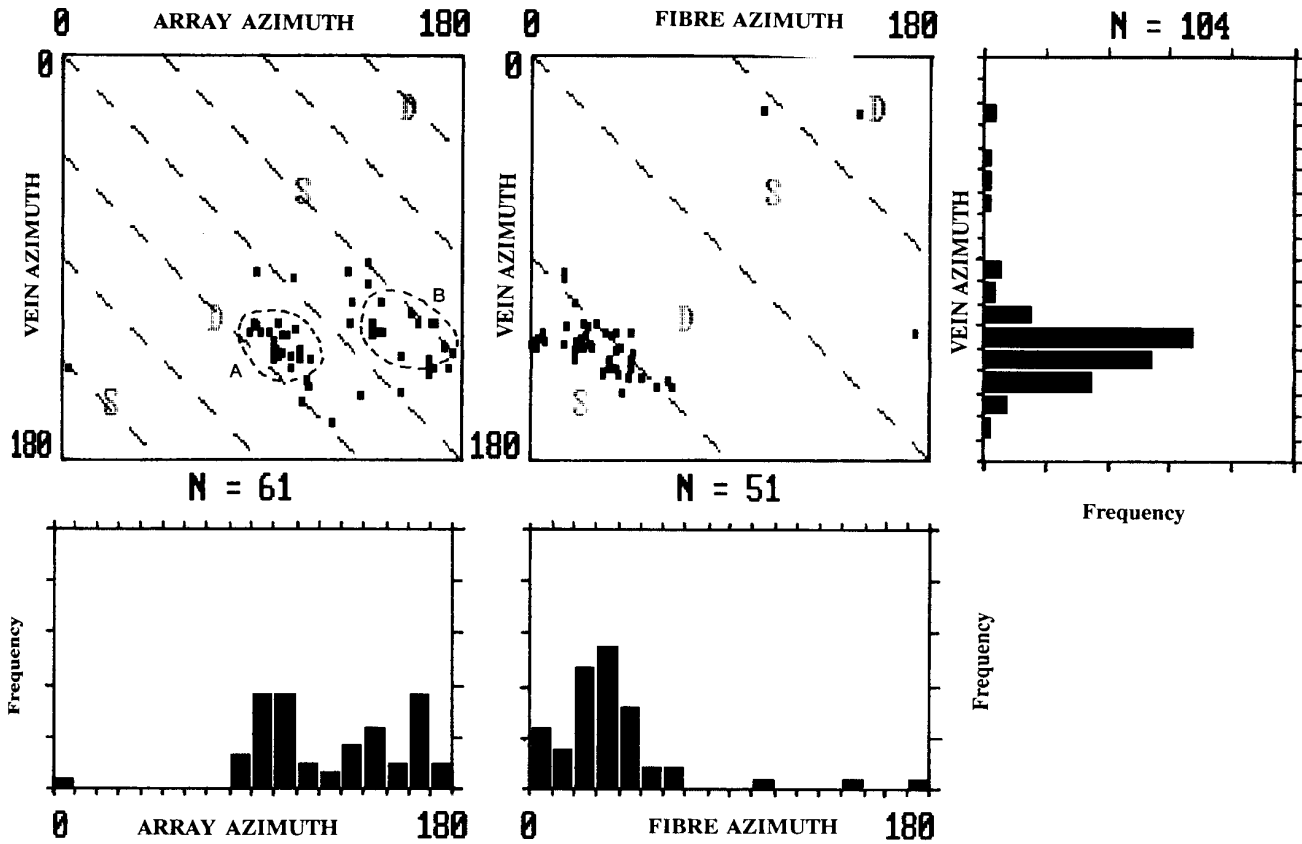 0 ARRAY AZIMUTH 180
0 FIBRE AZIMUTH 180
N = 104
0
0
D
D
S
S
VEIN AZIMUTH
VEIN AZIMUTH
VEIN AZIMUTH
B
D
D
A
S
S
180
180
N = 61
N = 51
Frequency
Frequency
Frequency
0 ARRAY AZIMUTH 180
0 FIBRE AZIMUTH 180